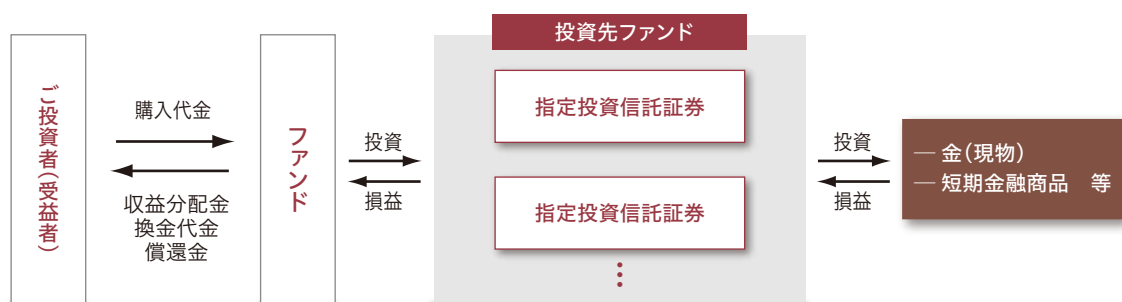 ご投資者(受益者)
購入代金
収益分配金
換金代金
償還金
ファンド
投資
損益
投資先ファンド
指定投資信託証券
指定投資信託証券
⋮
投資
損益
― 金(現物)
― 短期金融商品　等